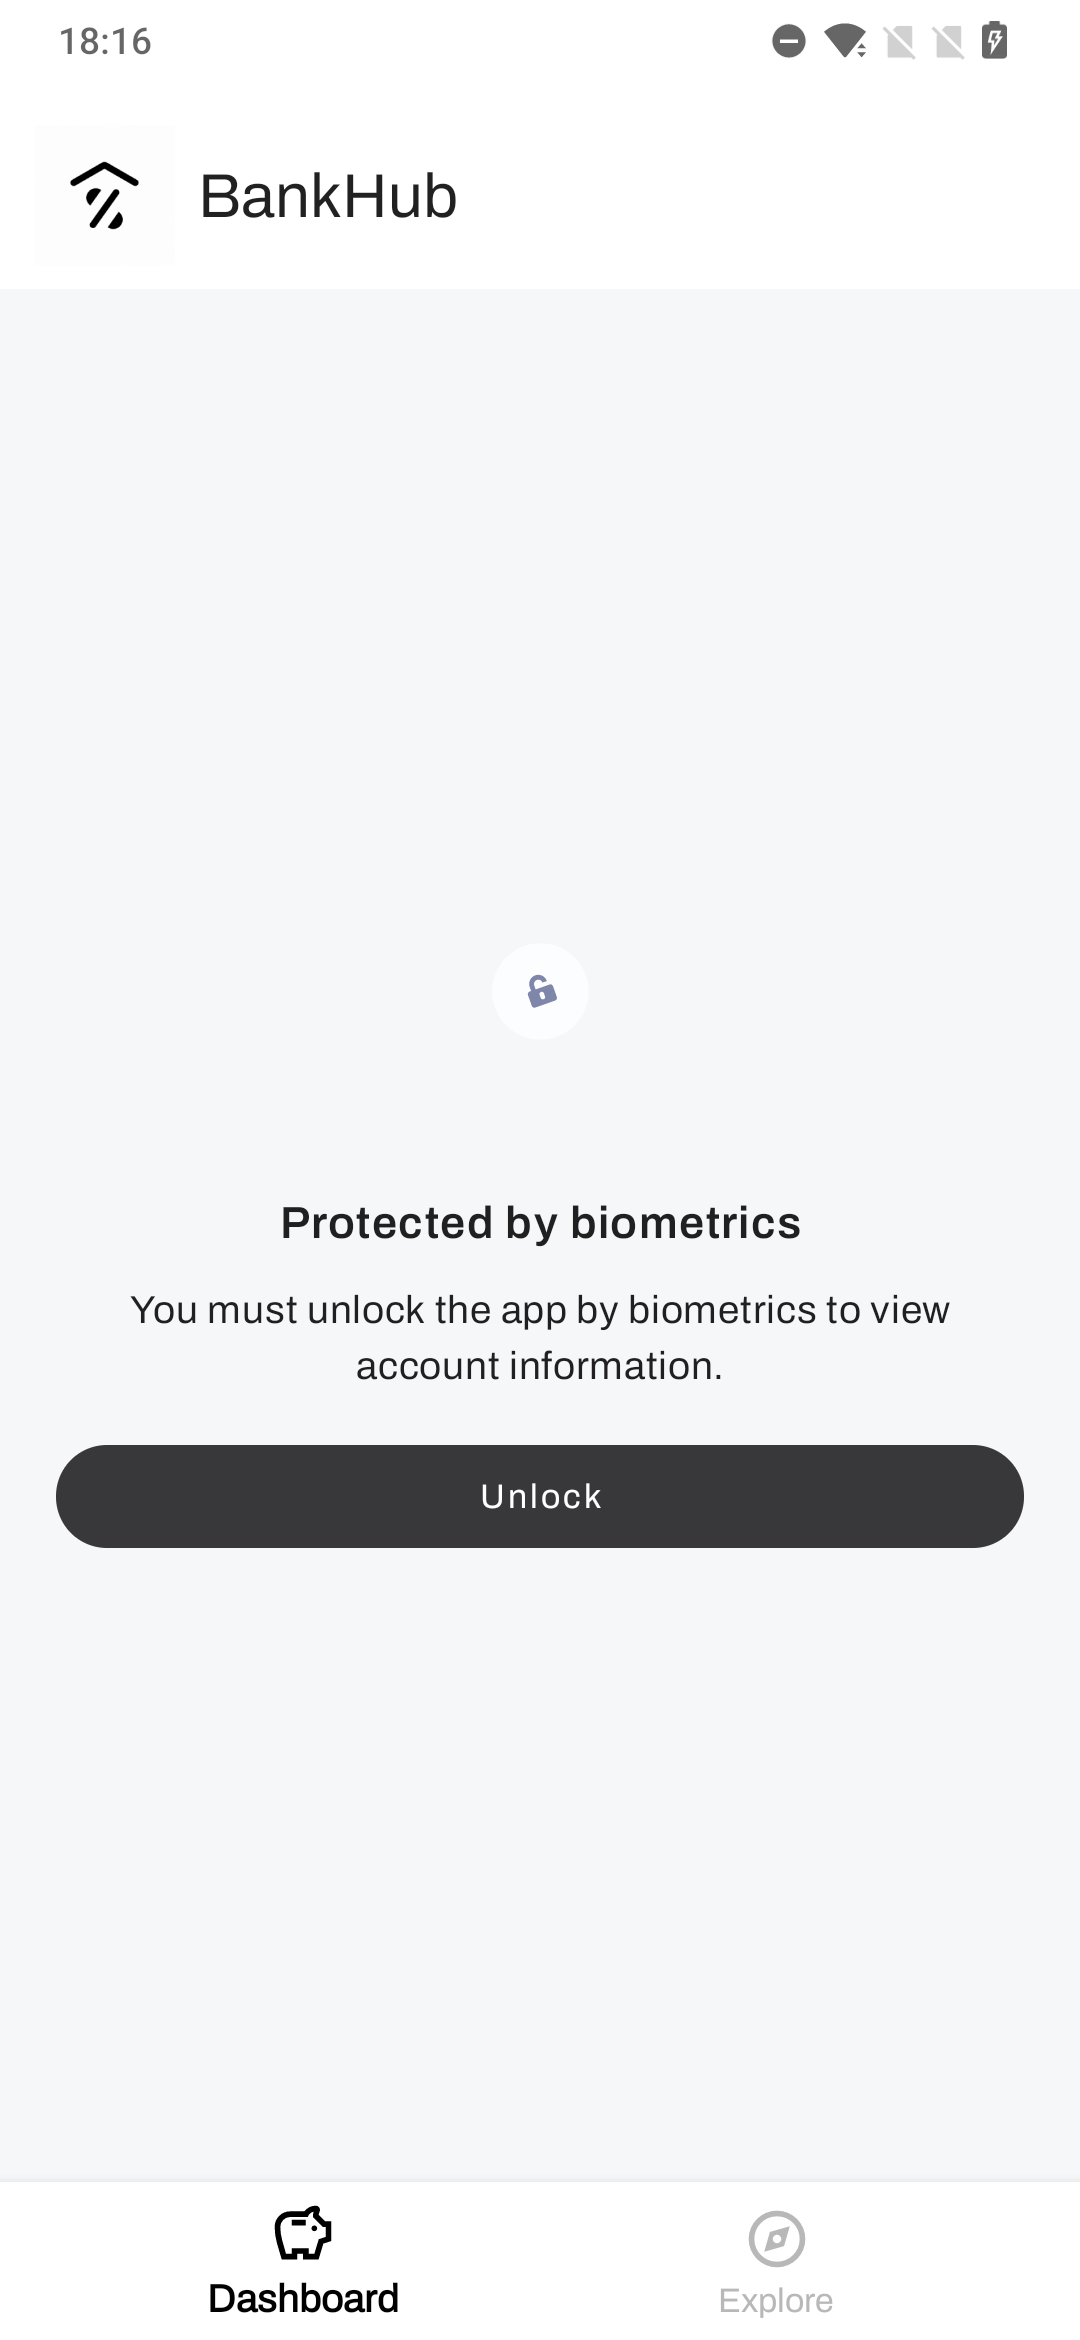 18:16
BankHub
Protected by biometrics
You must unlock the app by biometrics to view
account information.
Unlock
Dashboard
Explore